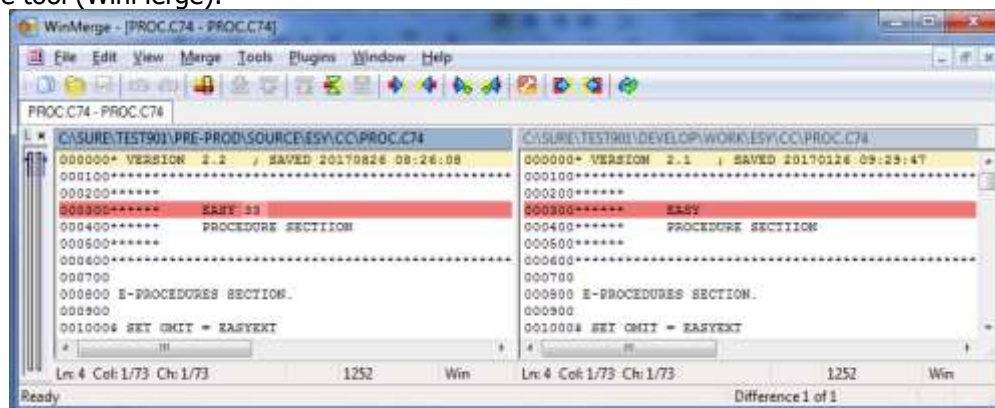 e tool (WinMerge).
WinMerge - [PROC.C74 - PROC.C74]
File Edit View Merge Tools Plugins Window Help
PROC.C74 - PROC.C74
C:\SURE\TEST901\PRE-PROD\SOURCE\ESY\CC\PROC.C74
000000* VERSION 2.2 ; SAVED 20170826 08:26:08
000100**************************************************
000200******
000300****** EASY 33
000400****** PROCEDURE SECTIION
000500******
000600**************************************************
000700
000800 E-PROCEDURES SECTION.
000900
001000$ SET OMIT = EASYEXT
Ln: 4 Col: 1/73 Ch: 1/73 1252 Win
C:\SURE\TEST901\DEVELOP\WORK\ESY\CC\PROC.C74
000000* VERSION 2.1 ; SAVED 20170126 09:29:47
000100**************************************************
000200******
000300****** EASY
000400****** PROCEDURE SECTIION
000500******
000600**************************************************
000700
000800 E-PROCEDURES SECTION.
000900
001000$ SET OMIT = EASYEXT
Ln: 4 Col: 1/73 Ch: 1/73 1252 Win
Ready Difference 1 of 1